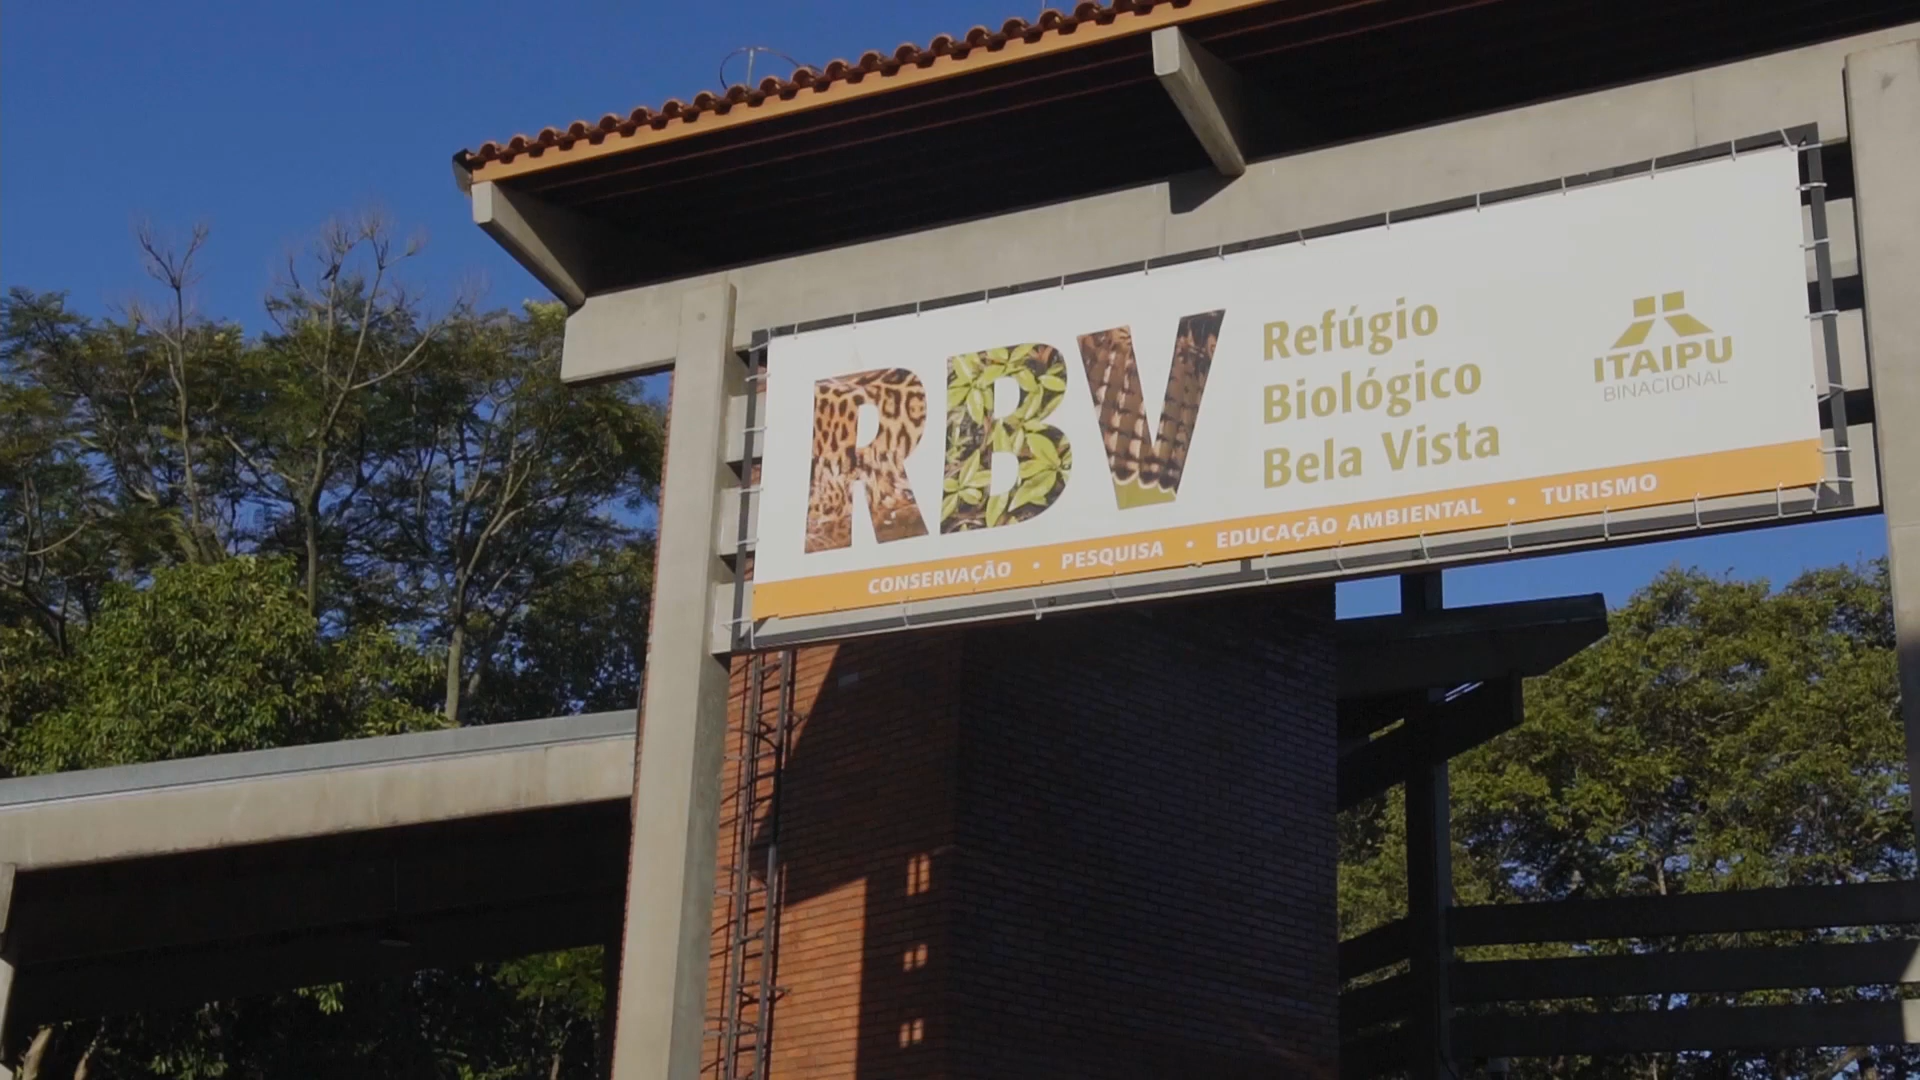 RBV
Refúgio
Biológico
Bela Vista
ITAIPU
BINACIONAL
CONSERVAÇÃO • PESQUISA • EDUCAÇÃO AMBIENTAL • TURISMO